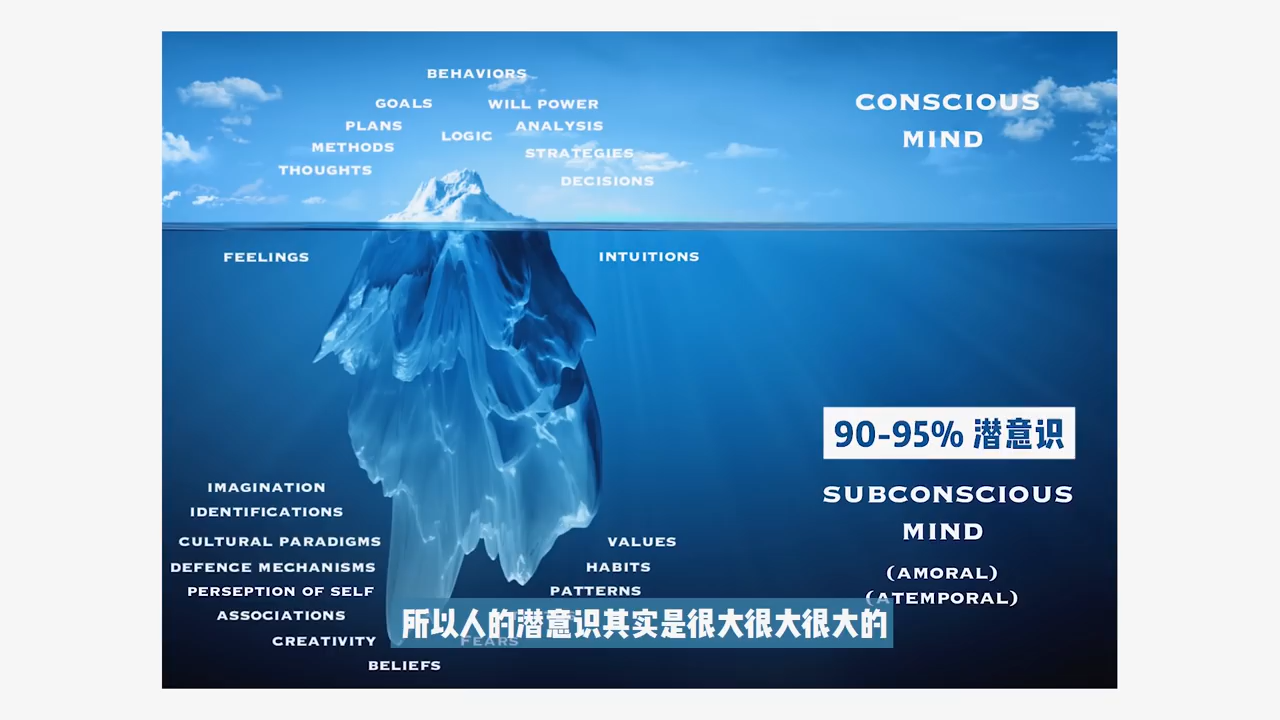 BEHAVIORS
GOALS
WILL POWER
PLANS
LOGIC
ANALYSIS
METHODS
STRATEGIES
THOUGHTS
DECISIONS
CONSCIOUS
MIND
FEELINGS
INTUITIONS
90-95% 潜意识
SUBCONSCIOUS
MIND
(AMORAL)
(ATEMPORAL)
IMAGINATION
IDENTIFICATIONS
CULTURAL PARADIGMS
DEFENCE MECHANISMS
PERSEPTION OF SELF
ASSOCIATIONS
CREATIVITY
BELIEFS
VALUES
HABITS
PATTERNS
FEARS
所以人的潜意识其实是很大很大很大的